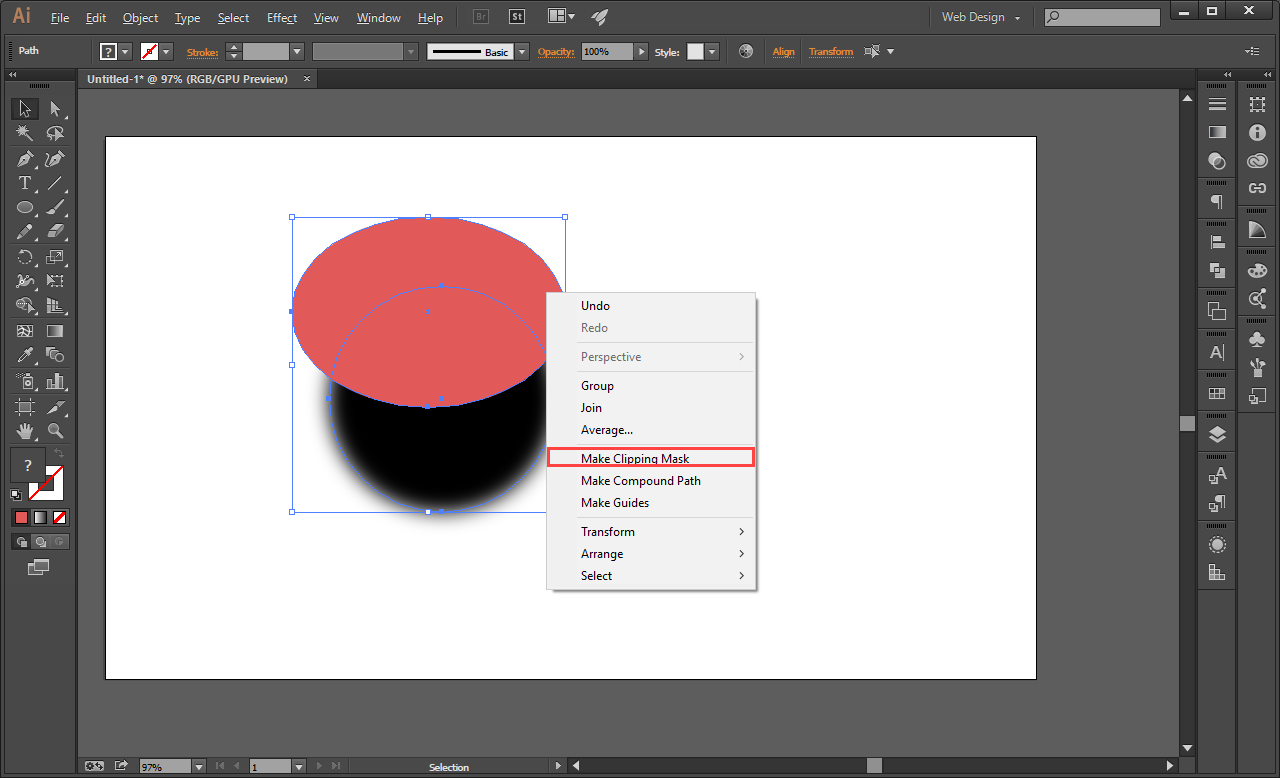 Ai File Edit Object Type Select Effect View Window Help Br St Web Design
Path ? Stroke: Basic Opacity: 100% Style: Align Transform
Untitled-1* @ 97% (RGB/GPU Preview) ×
Undo
Redo
Perspective
Group
Join
Average...
Make Clipping Mask
Make Compound Path
Make Guides
Transform
Arrange
Select
?
97% 1 Selection